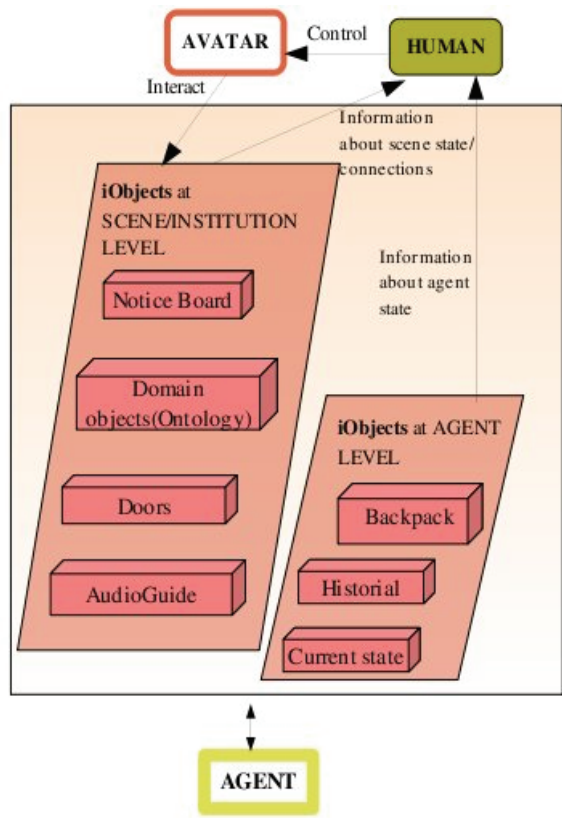 AVATAR
Control
HUMAN
Interact
Information
about scene state/
connections
iObjects at
SCENE/INSTITUTION
LEVEL
Notice Board
Domain
objects(Ontology)
Doors
AudioGuide
Information
about agent
state
iObjects at AGENT
LEVEL
Backpack
Historial
Current state
AGENT